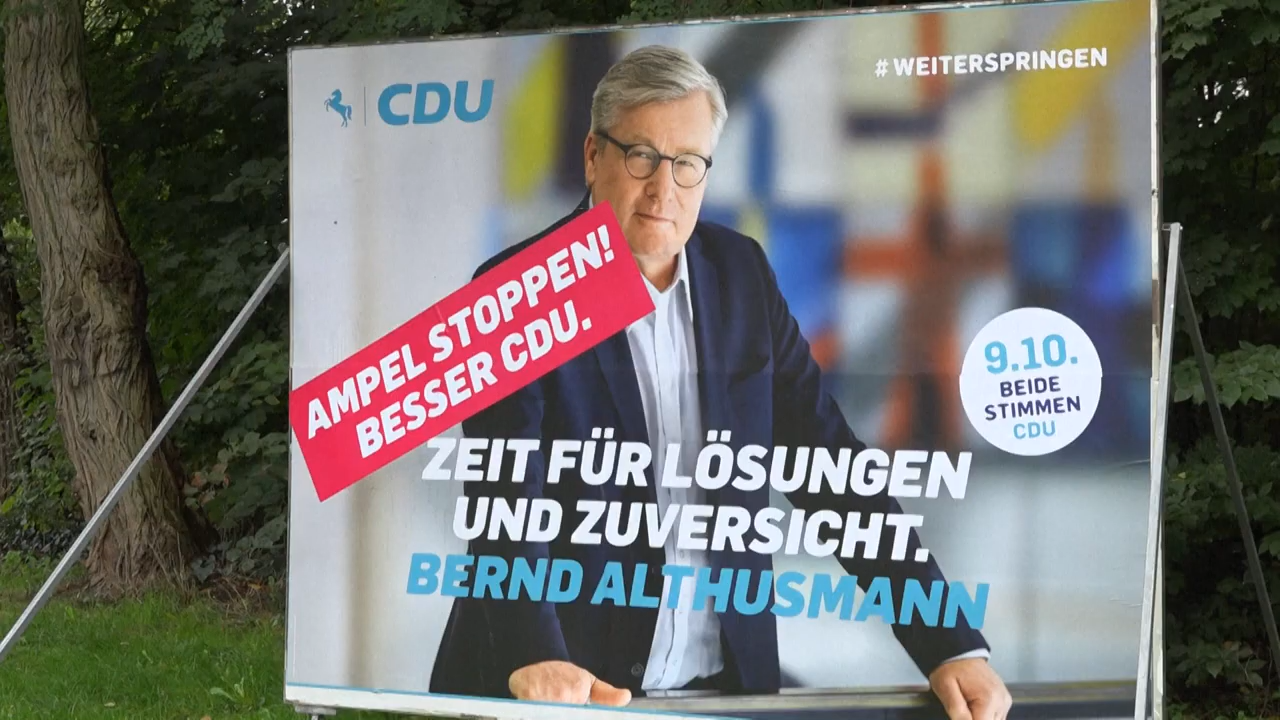 CDU
#WEITERSPRINGEN
AMPEL STOPPEN!
BESSER CDU.
9.10.
BEIDE
STIMMEN
CDU
ZEIT FÜR LÖSUNGEN
UND ZUVERSICHT.
BERND ALTHUSMANN